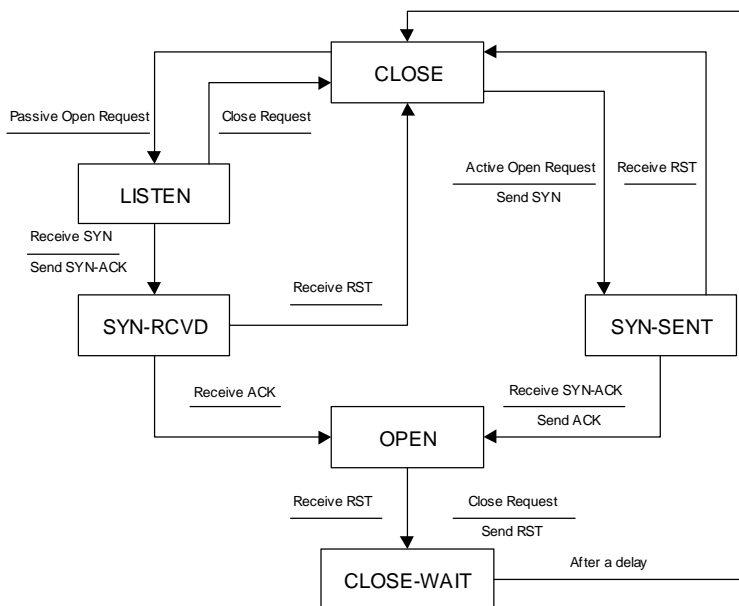 CLOSE
Passive Open Request
Close Request
LISTEN
Active Open Request
Send SYN
Receive RST
Receive SYN
Send SYN-ACK
Receive RST
SYN-RCVD
SYN-SENT
Receive ACK
Receive SYN-ACK
Send ACK
OPEN
Receive RST
Close Request
Send RST
CLOSE-WAIT
After a delay